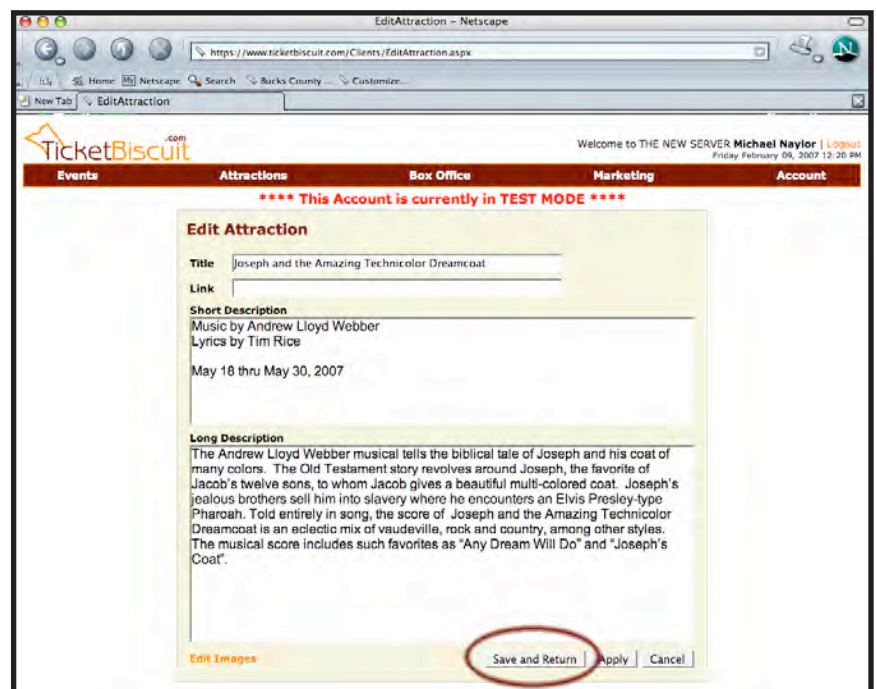 EditAttraction – Netscape
https://www.ticketbiscuit.com/Clients/EditAttraction.aspx
Home Netscape Search Bucks County ... Customize...
New Tab EditAttraction
TicketBiscuit.com
Welcome to THE NEW SERVER Michael Naylor | Logout
Friday February 09, 2007 12:20 PM
Events Attractions Box Office Marketing Account
**** This Account is currently in TEST MODE ****
Edit Attraction
Title Joseph and the Amazing Technicolor Dreamcoat
Link
Short Description
Music by Andrew Lloyd Webber
Lyrics by Tim Rice
May 18 thru May 30, 2007
Long Description
The Andrew Lloyd Webber musical tells the biblical tale of Joseph and his coat of
many colors. The Old Testament story revolves around Joseph, the favorite of
Jacob's twelve sons, to whom Jacob gives a beautiful multi-colored coat. Joseph's
jealous brothers sell him into slavery where he encounters an Elvis Presley-type
Pharoah. Told entirely in song, the score of Joseph and the Amazing Technicolor
Dreamcoat is an eclectic mix of vaudeville, rock and country, among other styles.
The musical score includes such favorites as "Any Dream Will Do" and "Joseph's
Coat".
Edit Images Save and Return Apply Cancel